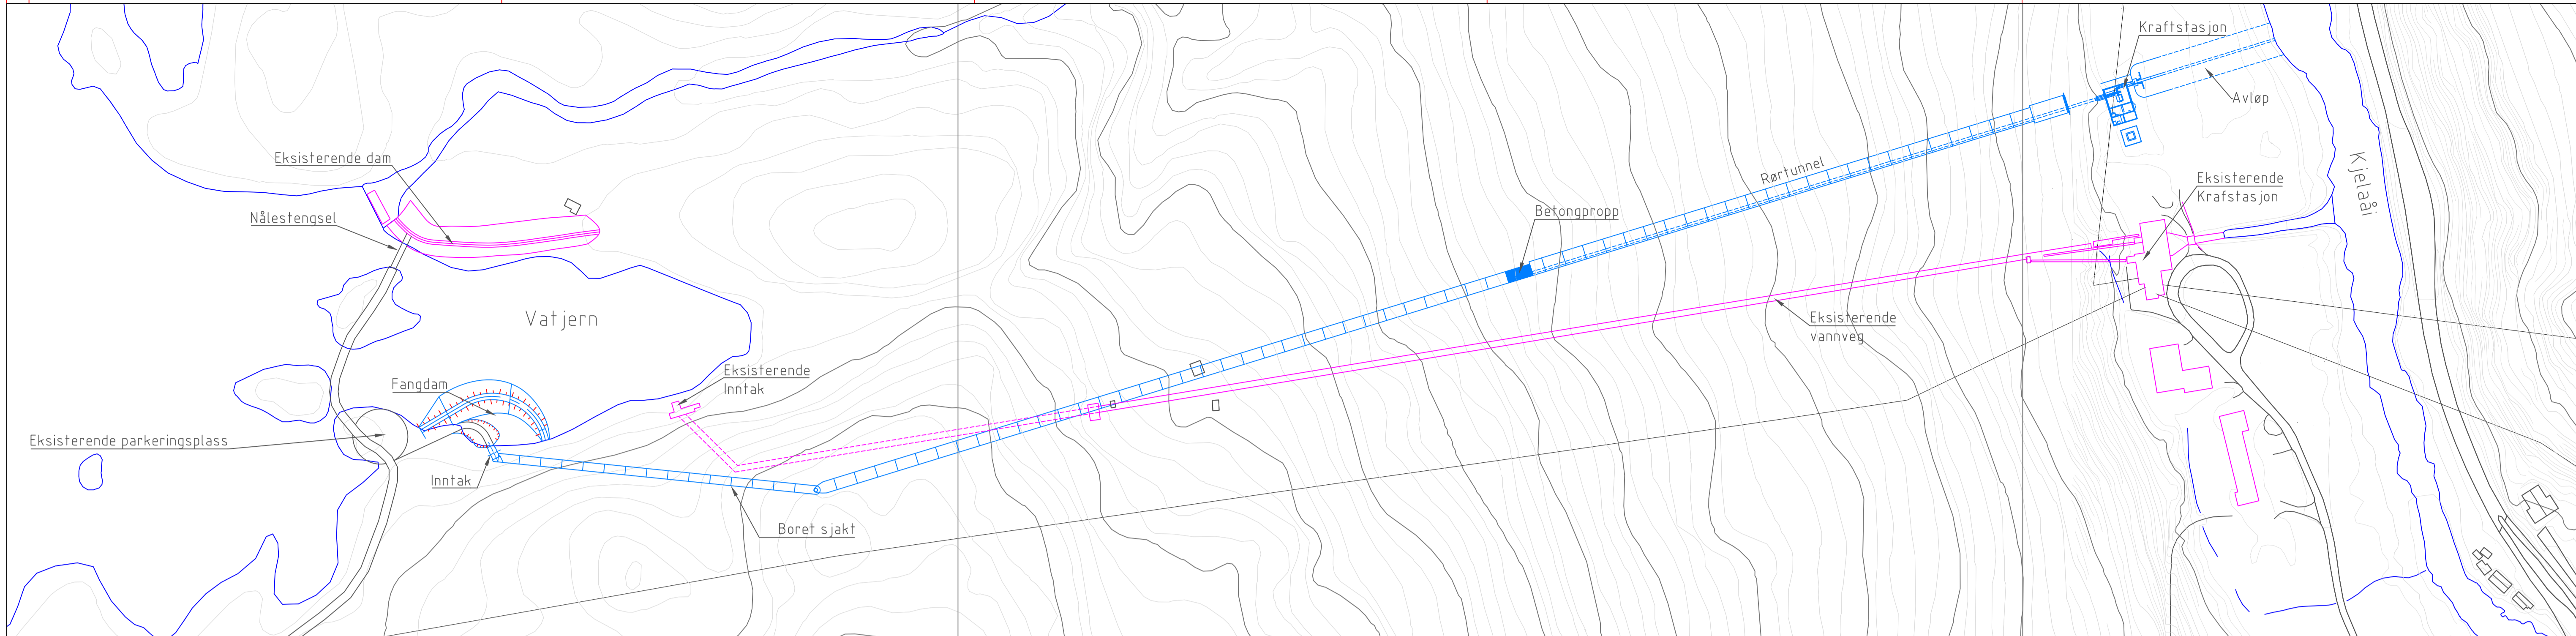 Kraftstasjon
Avløp
Eksisterende dam
Nålestengsel
Rørtunnel
Kjelaåi
Eksisterende
Krafstasjon
Betongpropp
Vatjern
Eksisterende
vannveg
Fangdam
Eksisterende
Inntak
Eksisterende parkeringsplass
Inntak
Boret sjakt